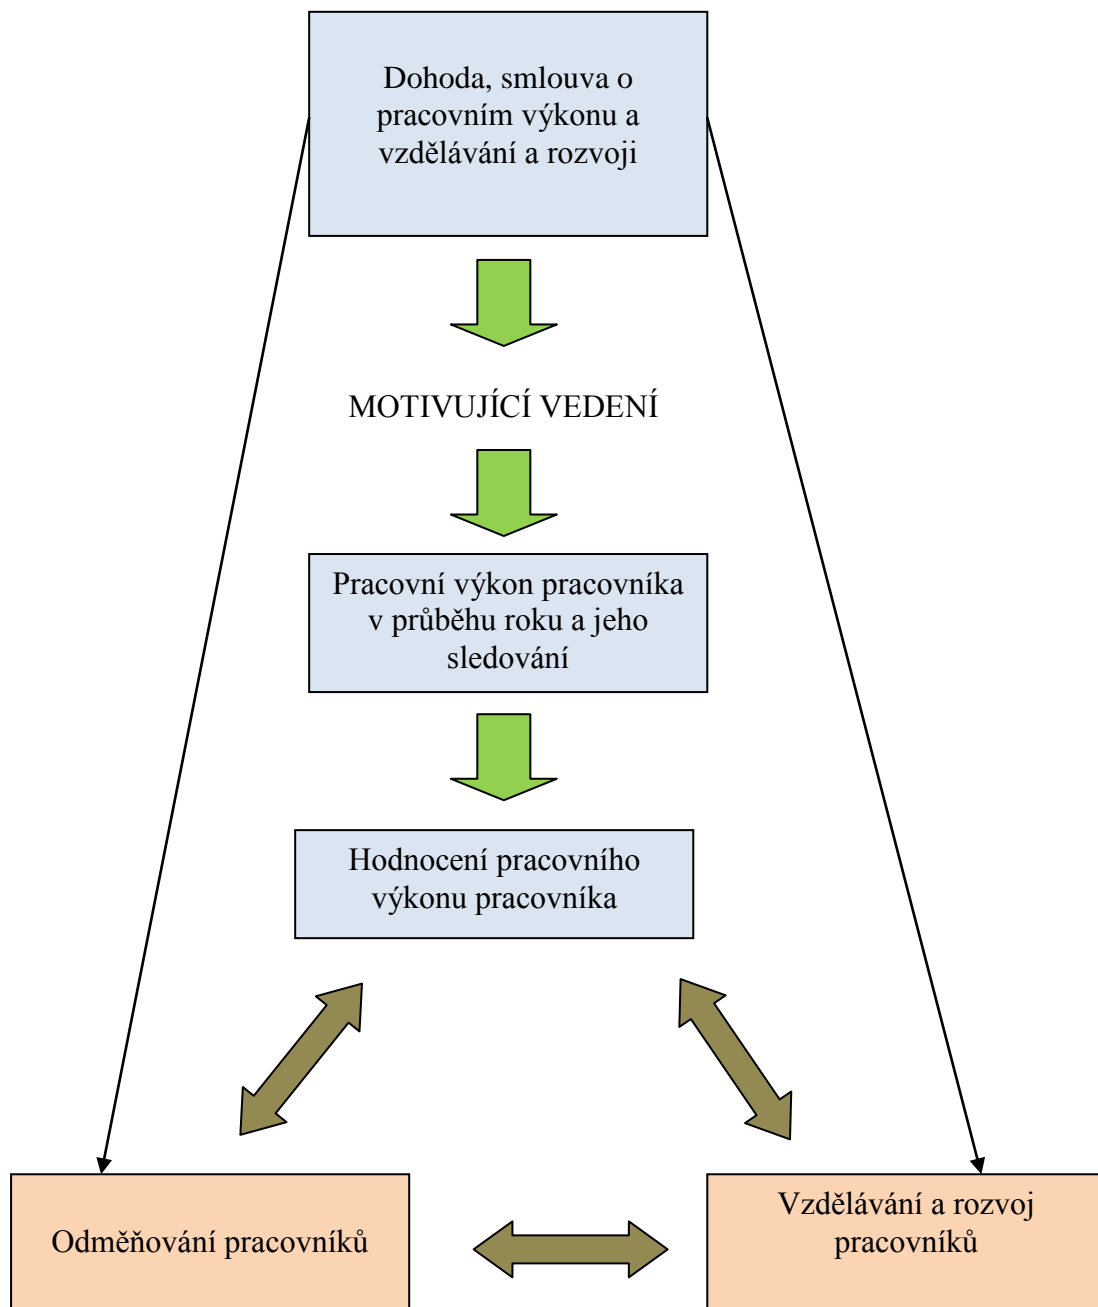 Dohoda, smlouva o
pracovním výkonu a
vzdělávání a rozvoji
MOTIVUJÍCÍ VEDENÍ
Pracovní výkon pracovníka
v průběhu roku a jeho
sledování
Hodnocení pracovního
výkonu pracovníka
Odměňování pracovníků
Vzdělávání a rozvoj
pracovníků